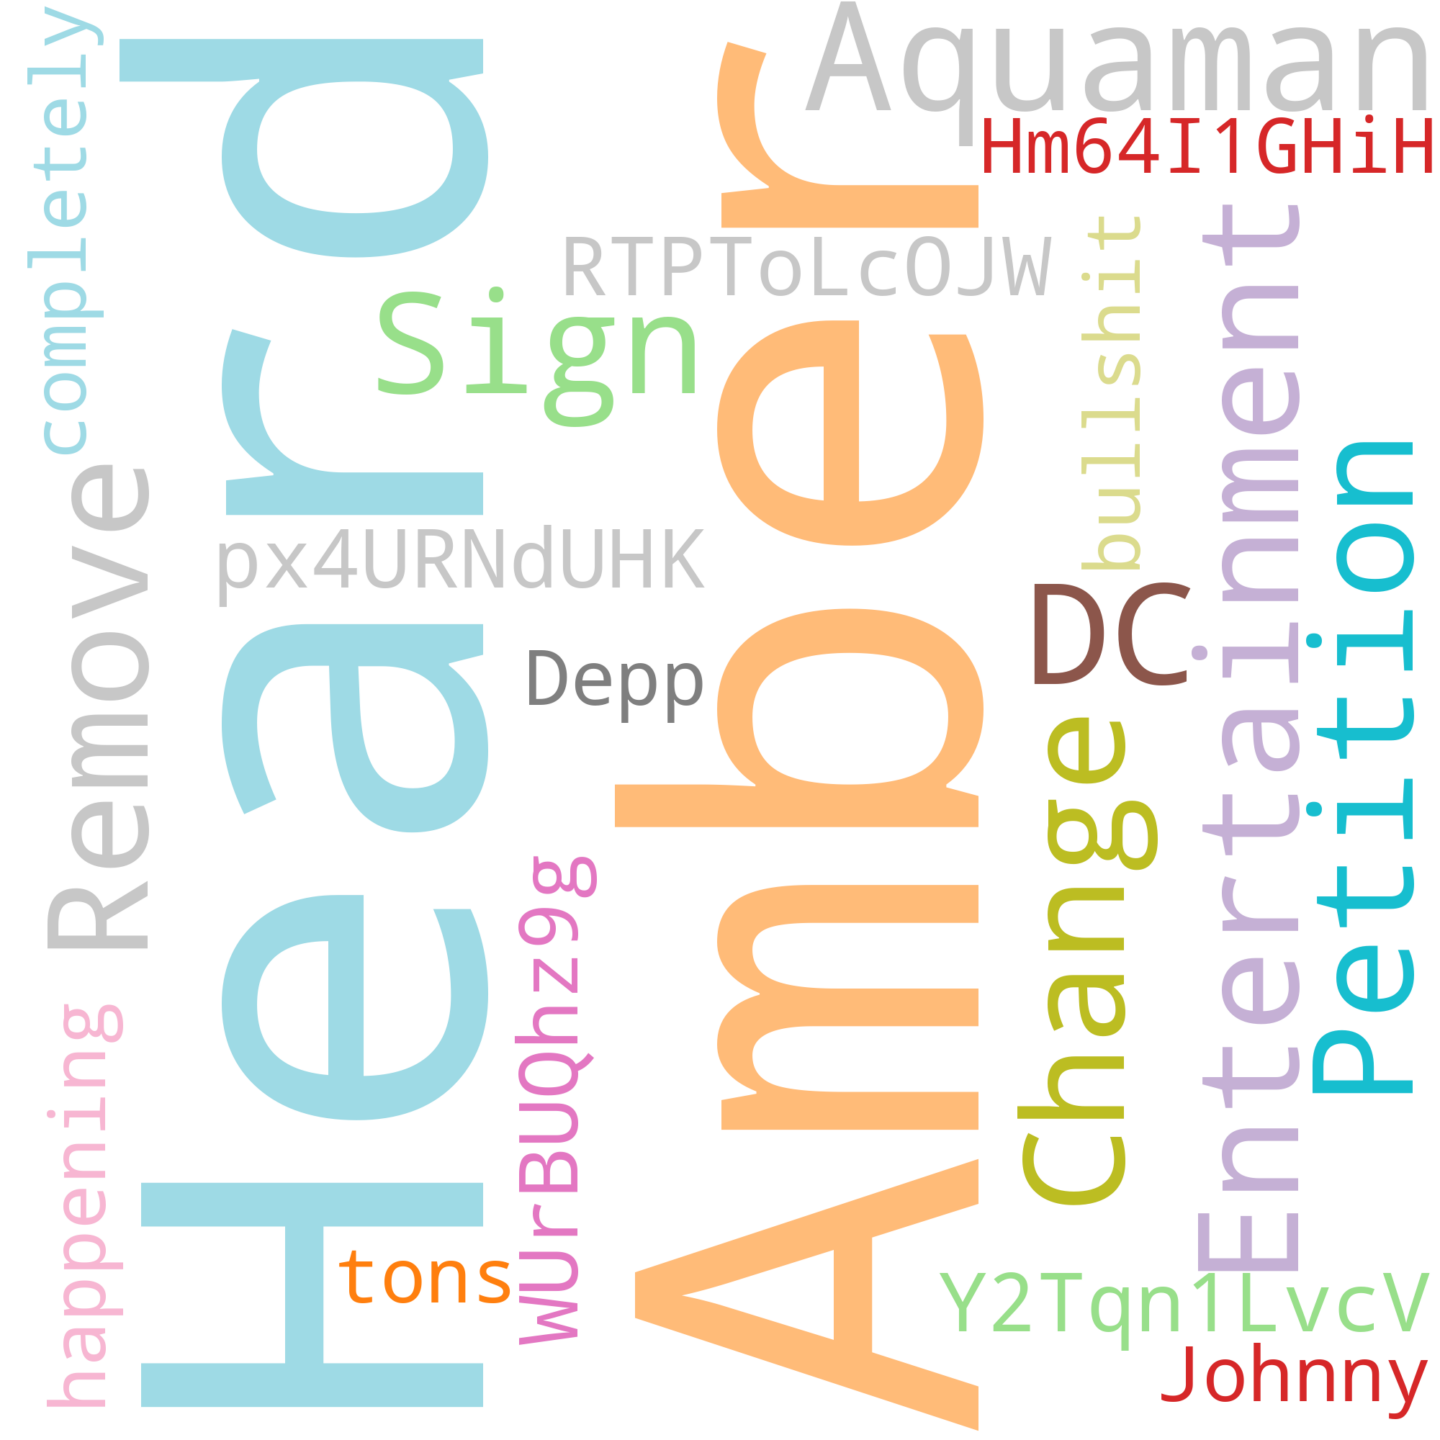 Aquaman
Hm64I1GHiH
completely
Heard
Amber
RTPToLcOJW
Sign
bullshit
Entertainment
Petition
Remove
px4URNdUHK
DC
Depp
Change
WUrBUQhz9g
happening
tons
Y2Tqn1LvcV
Johnny